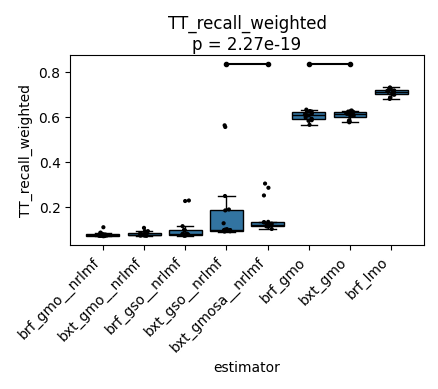 TT_recall_weighted
p = 2.27e-19
TT_recall_weighted
0.8
0.6
0.4
0.2
brf_gmo__nrlmf
bxt_gmo__nrlmf
brf_gso__nrlmf
bxt_gso__nrlmf
bxt_gmosa__nrlmf
brf_gmo
bxt_gmo
brf_lmo
estimator